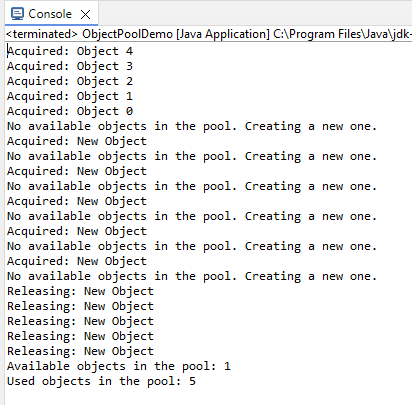 Console
<terminated> ObjectPoolDemo [Java Application] C:\Program Files\Java\jdk-
Acquired: Object 4
Acquired: Object 3
Acquired: Object 2
Acquired: Object 1
Acquired: Object 0
No available objects in the pool. Creating a new one.
Acquired: New Object
No available objects in the pool. Creating a new one.
Acquired: New Object
No available objects in the pool. Creating a new one.
Acquired: New Object
No available objects in the pool. Creating a new one.
Acquired: New Object
No available objects in the pool. Creating a new one.
Acquired: New Object
No available objects in the pool. Creating a new one.
Releasing: New Object
Releasing: New Object
Releasing: New Object
Releasing: New Object
Releasing: New Object
Available objects in the pool: 1
Used objects in the pool: 5